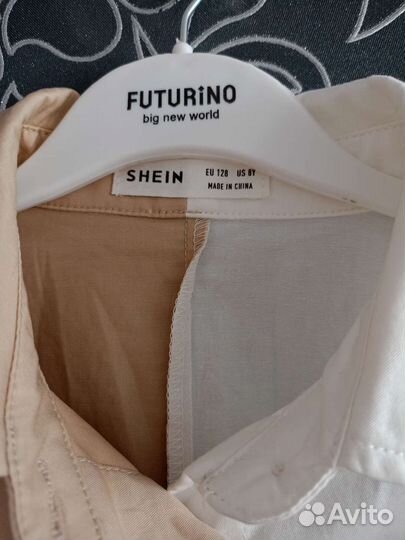 FUTURiNO
big new world
SHEIN
EU 128 US 8Y
MADE IN CHINA
Avito